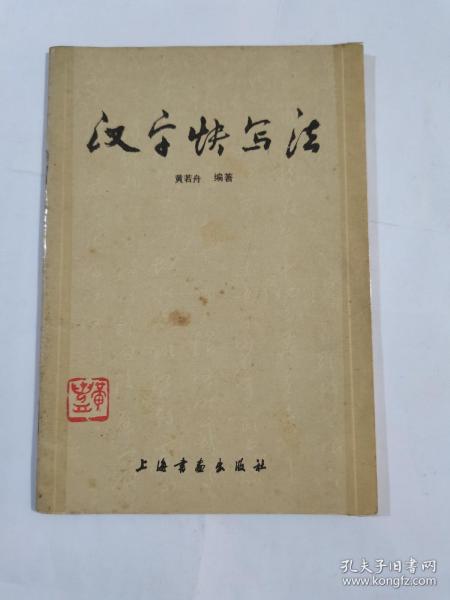 汉字快写法
黄若舟 编著
上海书画出版社
孔夫子旧书网
www.kongfz.com